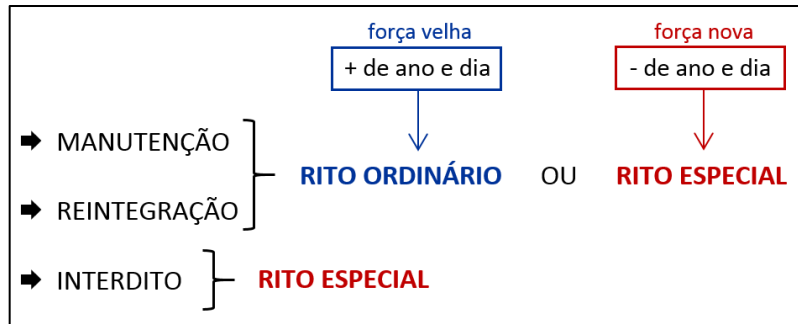 força velha força nova
+ de ano e dia - de ano e dia
MANUTENÇÃO
RITO ORDINÁRIO OU RITO ESPECIAL
REINTEGRAÇÃO
INTERDITO RITO ESPECIAL